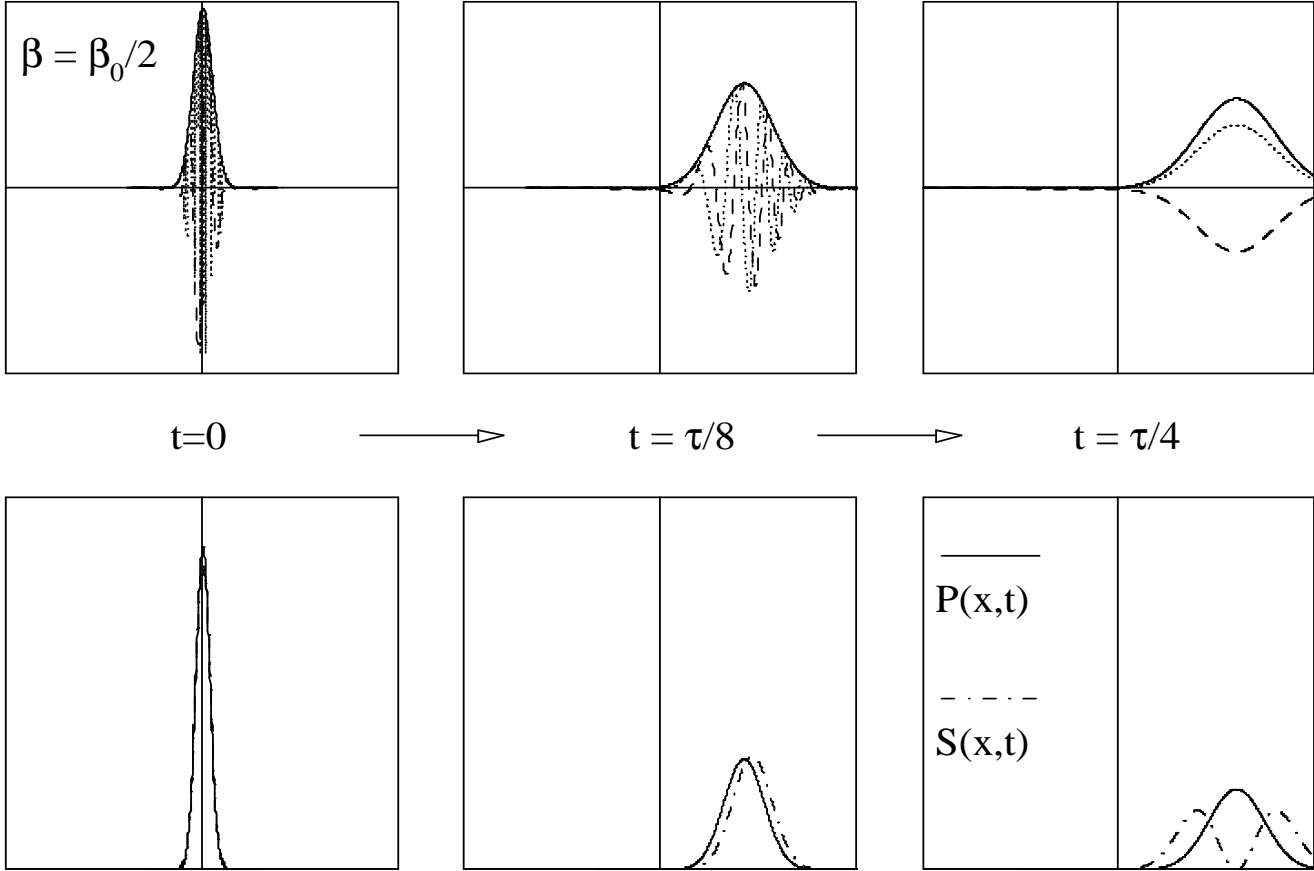 β = β₀/2
t=0
t = τ/8
t = τ/4
P(x,t)
S(x,t)